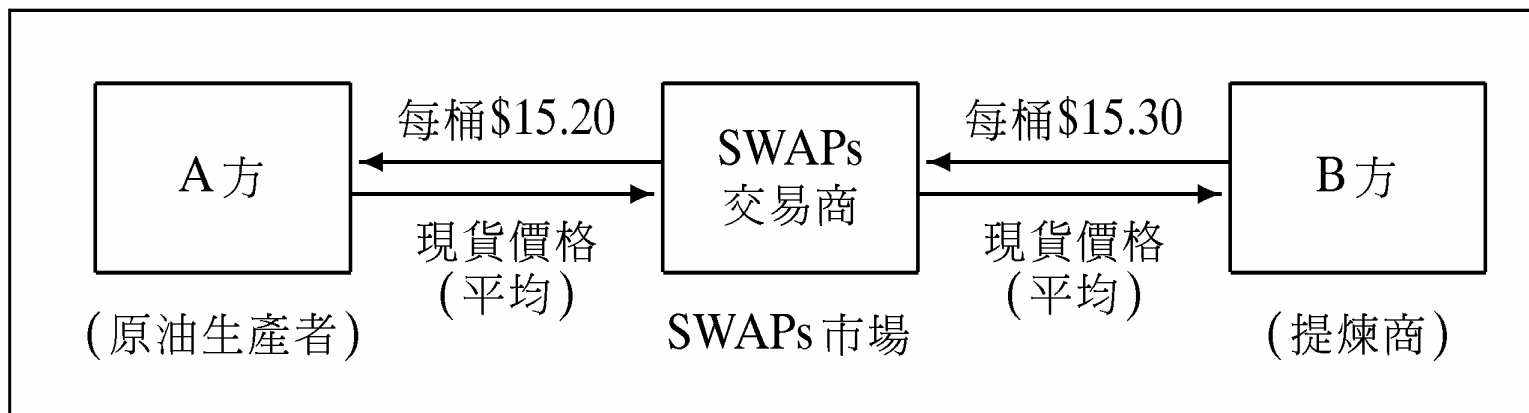 每桶$15.20
每桶$15.30
A方
SWAPs
交易商
B方
現貨價格
(平均)
現貨價格
(平均)
(原油生產者)
SWAPs市場
(提煉商)